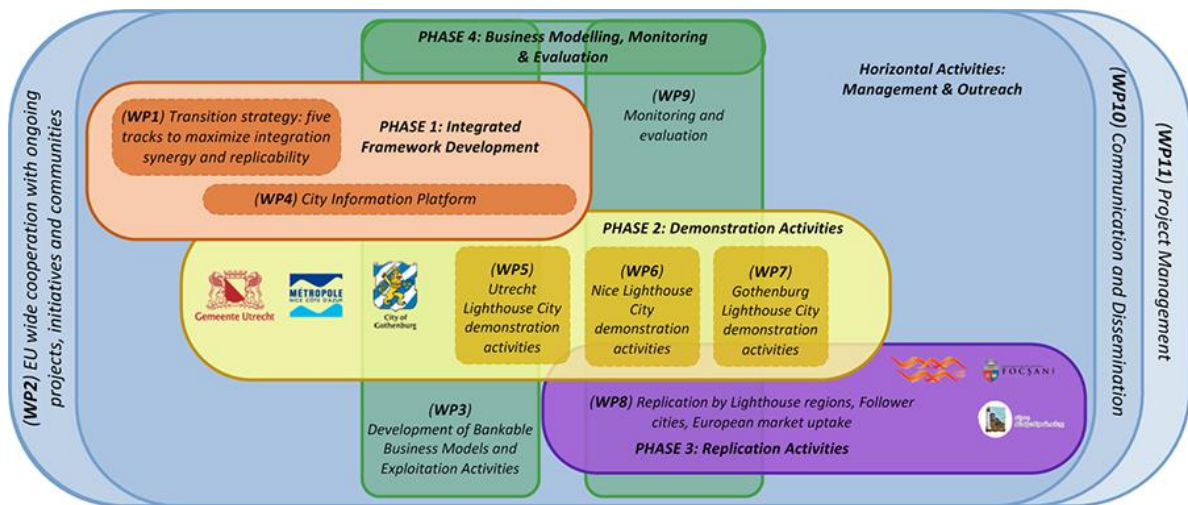 PHASE 4: Business Modelling, Monitoring
& Evaluation
Horizontal Activities:
Management & Outreach
(WP9)
Monitoring and
evaluation
(WP1) Transition strategy: five
tracks to maximize integration
synergy and replicability
PHASE 1: Integrated
Framework Development
(WP4) City Information Platform
PHASE 2: Demonstration Activities
Gemeente Utrecht
MÉTROPOLE
NICE CÔTE D'AZUR
City of
Gothenburg
(WP5)
Utrecht
Lighthouse City
demonstration
activities
(WP6)
Nice Lighthouse
City
demonstration
activities
(WP7)
Gothenburg
Lighthouse City
demonstration
activities
FOCŞANI
(WP3)
Development of Bankable
Business Models and
Exploitation Activities
(WP8) Replication by Lighthouse regions, Follower
cities, European market uptake
PHASE 3: Replication Activities
(WP2) EU wide cooperation with ongoing
projects, initiatives and communities
(WP10) Communication and Dissemination
(WP11) Project Management